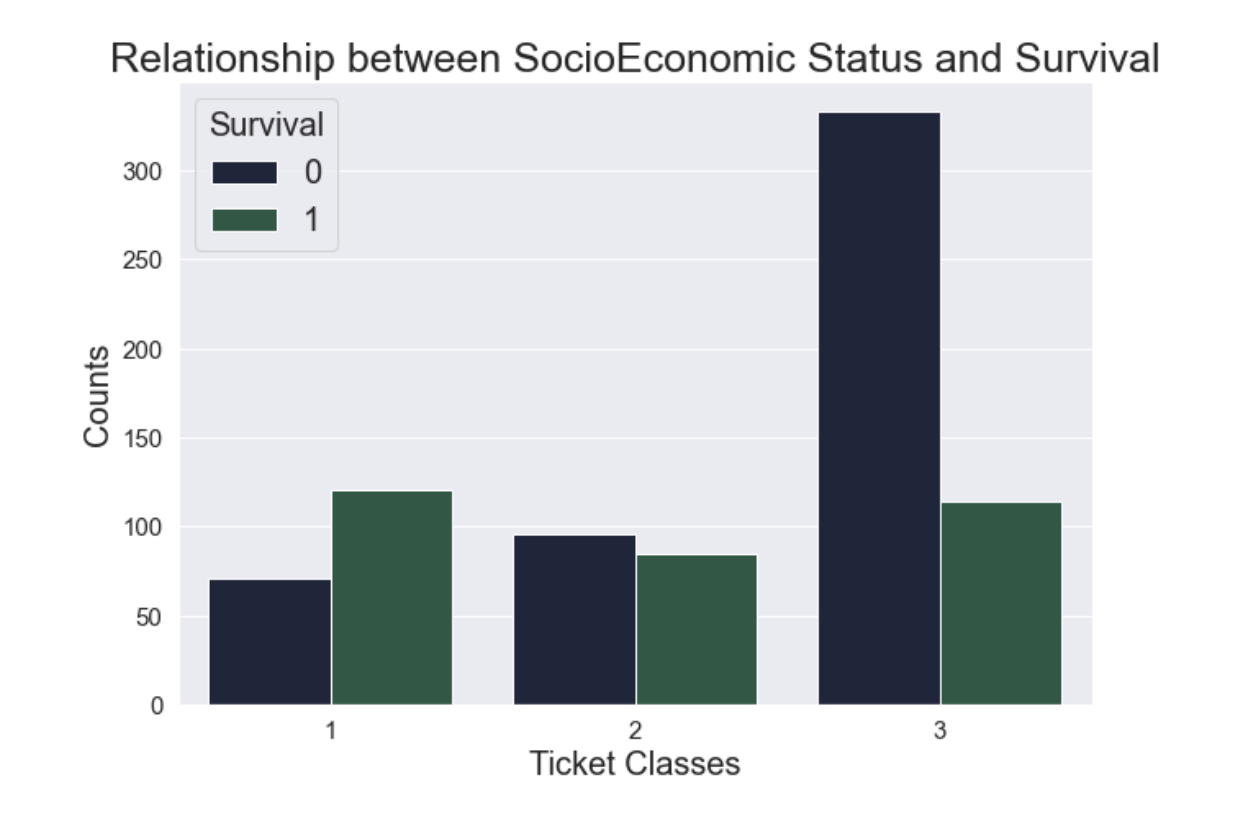 Relationship between SocioEconomic Status and Survival
Survival
0
1
300
250
200
150
100
50
0
Counts
1 2 3
Ticket Classes